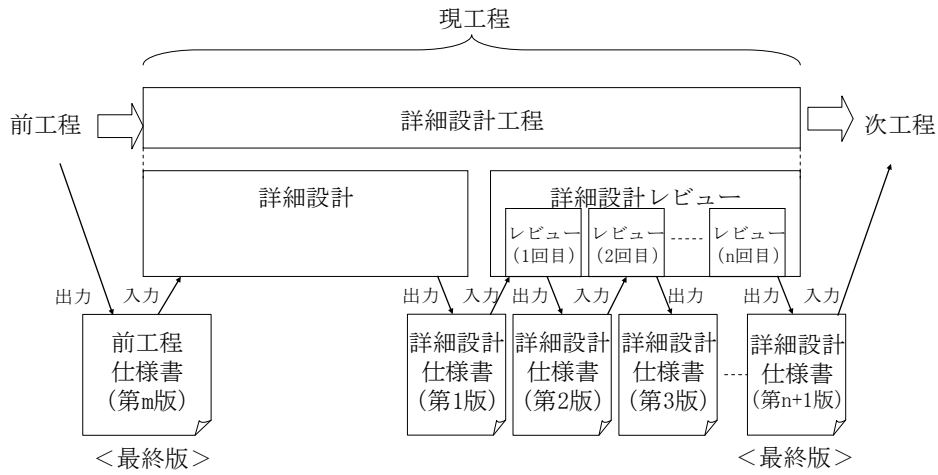 現工程
前工程
詳細設計工程
次工程
詳細設計
詳細設計レビュー
レビュー
(1回目)
レビュー
(2回目)
レビュー
(n回目)
出力
入力
出力
入力
出力
入力
出力
出力
入力
前工程
仕様書
(第m版)
詳細設計
仕様書
(第1版)
詳細設計
仕様書
(第2版)
詳細設計
仕様書
(第3版)
詳細設計
仕様書
(第n+1版)
＜最終版＞
＜最終版＞